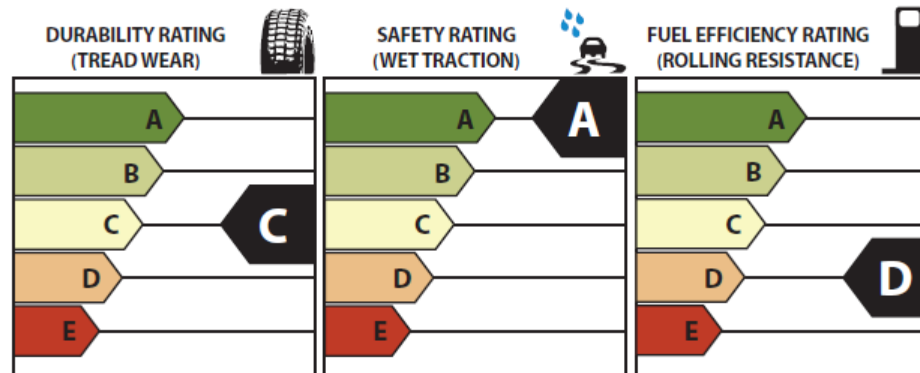 DURABILITY RATING
(TREAD WEAR)
A
B
C
D
E
C
SAFETY RATING
(WET TRACTION)
A
B
C
D
E
A
FUEL EFFICIENCY RATING
(ROLLING RESISTANCE)
A
B
C
D
E
D